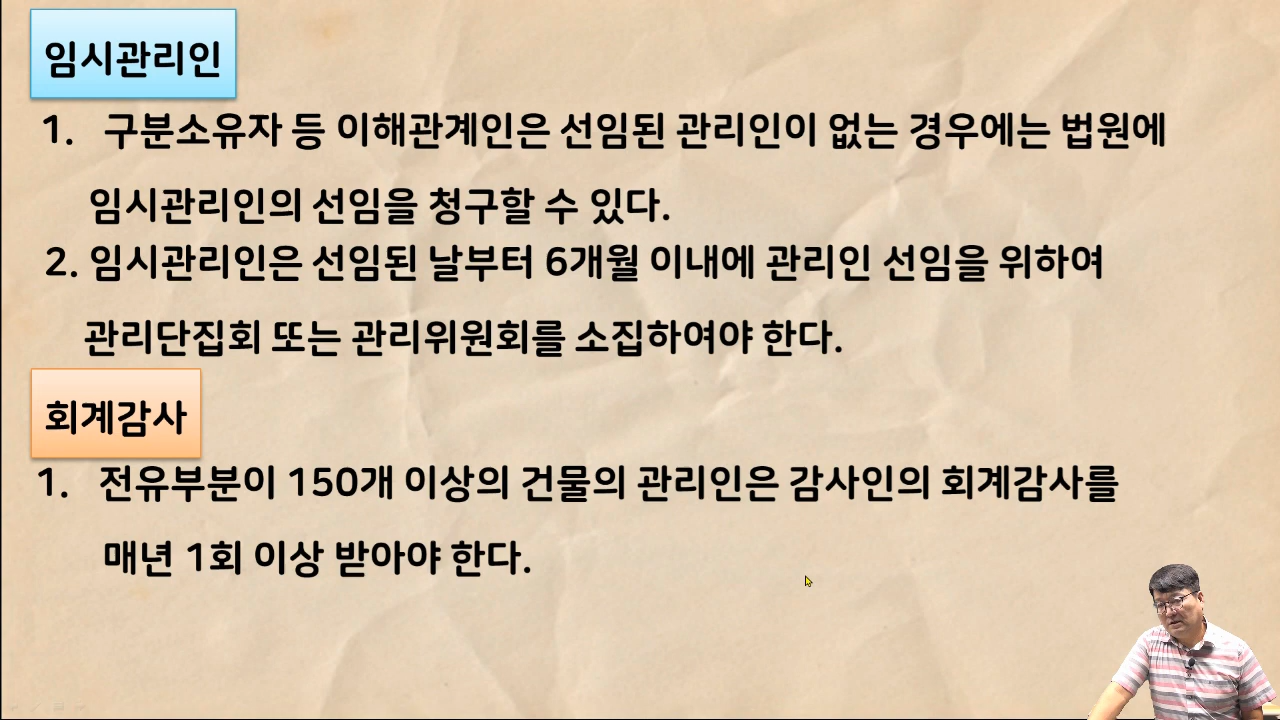 임시관리인
1. 구분소유자 등 이해관계인은 선임된 관리인이 없는 경우에는 법원에
임시관리인의 선임을 청구할 수 있다.
2. 임시관리인은 선임된 날부터 6개월 이내에 관리인 선임을 위하여
관리단집회 또는 관리위원회를 소집하여야 한다.
회계감사
1. 전유부분이 150개 이상의 건물의 관리인은 감사인의 회계감사를
매년 1회 이상 받아야 한다.